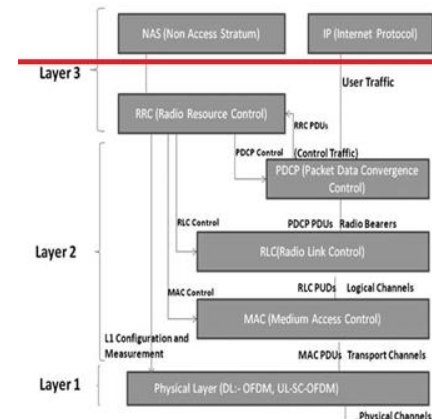 NAS (Non Access Stratum)
IP (Internet Protocol)
Layer 3
User Traffic
RRC (Radio Resource Control)
RRC PDUs
PDCP Control
(Control Traffic)
PDCP (Packet Data Convergence
Control)
Layer 2
RLC Control
PDCP PDUs Radio Bearers
RLC(Radio Link Control)
RLC PUDs Logical Channels
MAC Control
MAC (Medium Access Control)
L1 Configuration and
Measurement
MAC PDUs Transport Channels
Layer 1
Physical Layer (DL:- OFDM, UL-SC-OFDM)
Physical Channels